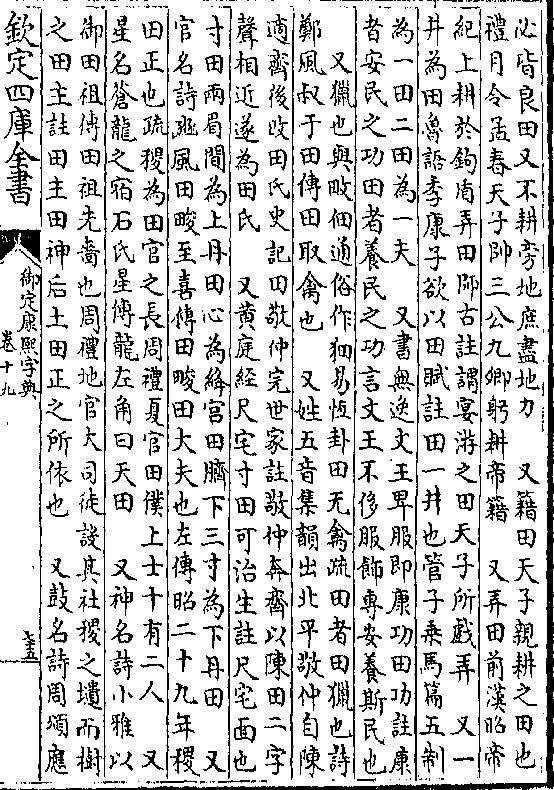 必皆良田又不耕旁地庶盡地力　又籍田天子親耕之田也
禮月令孟春天子帥三公九卿躬耕帝籍　又弄田前漢昭帝
紀上耕於鉤盾弄田師古註謂宴游之田天子所戲弄　又一
井為田魯語季康子欲以田賦註田一井也管子乗馬篇五制
為一田二田為一夫　又書無逸文王卑服即康功田功註康
者安民之功田者養民之功言文王不侈服飾專安養斯民也
　又獵也與畋佃通俗作𤝗易恆卦田无禽疏田者田獵也詩
鄭風叔于田傳田取禽也　又姓五音集韻出北平敬仲自陳
適齊後改田氏史記田敬仲完世家註敬仲奔齊以陳田二字
聲相近遂為田氏　又黄庭經尺宅寸田可治生註尺宅面也
寸田兩眉間為上丹田心為絳宫田臍下三寸為下丹田　又
官名詩豳風田畯至喜傳田畯田大夫也左傳昭二十九年稷
田正也疏稷為田官之長周禮夏官田僕上士十有二人　又
星名蒼龍之宿石氏星傳龍左角曰天田　又神名詩小雅以
御田祖傳田祖先嗇也周禮地官大司徒設其社稷之壝而樹
之田主註田主田神后土田正之所依也　又鼓名詩周頌應
欽定四庫全書
御定康熙字典
卷十九